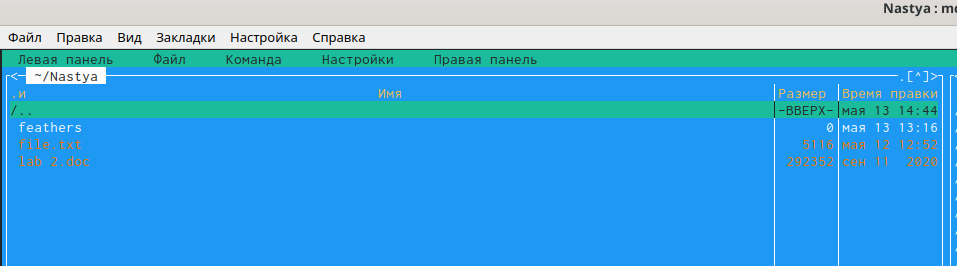 Nastya : m
Файл Правка Вид Закладки Настройка Справка
Левая панель Файл Команда Настройки Правая панель
<─ ~/Nastya ─.[^]>
.и Имя Размер Время правки
/.. -ВВЕРХ- мая 13 14:44
feathers 0 мая 13 13:16
file.txt 5116 мая 12 12:52
lab 2.doc 292352 сен 11 2020